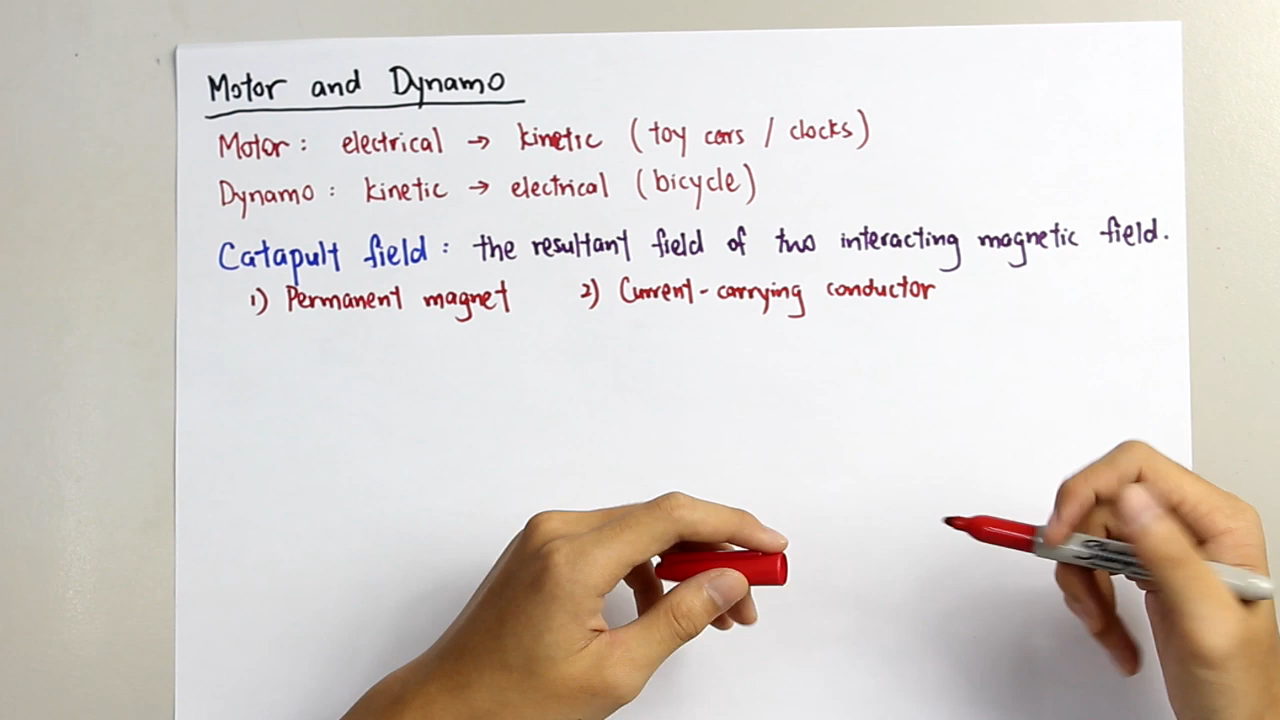 Motor and Dynamo
Motor : electrical → kinetic (toy cars / clocks)
Dynamo : kinetic → electrical (bicycle)
Catapult field : the resultant field of two interacting magnetic field.
1) Permanent magnet 2) Current-carrying conductor